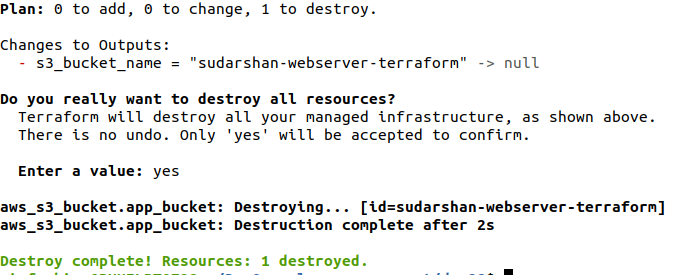 Plan: 0 to add, 0 to change, 1 to destroy.
Changes to Outputs:
- s3_bucket_name = "sudarshan-webserver-terraform" -> null
Do you really want to destroy all resources?
Terraform will destroy all your managed infrastructure, as shown above.
There is no undo. Only 'yes' will be accepted to confirm.
Enter a value: yes
aws_s3_bucket.app_bucket: Destroying... [id=sudarshan-webserver-terraform]
aws_s3_bucket.app_bucket: Destruction complete after 2s
Destroy complete! Resources: 1 destroyed.